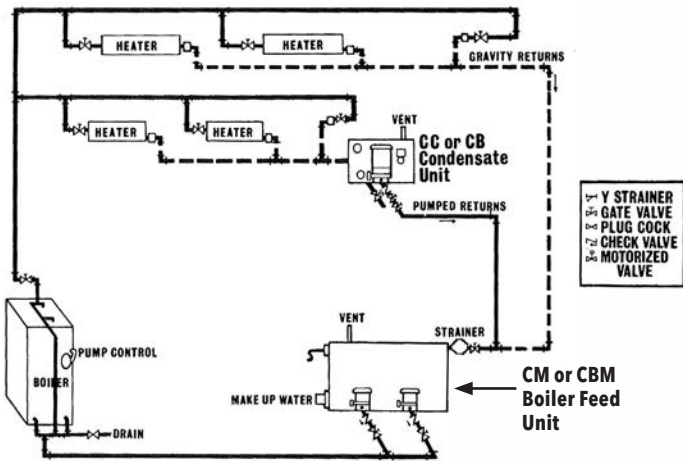 HEATER
HEATER
GRAVITY RETURNS
HEATER
HEATER
VENT
CC or CB
Condensate
Unit
PUMPED RETURNS
Y STRAINER
GATE VALVE
PLUG COCK
CHECK VALVE
MOTORIZED
VALVE
VENT
STRAINER
PUMP CONTROL
BOILER
MAKE UP WATER
CM or CBM
Boiler Feed
Unit
DRAIN